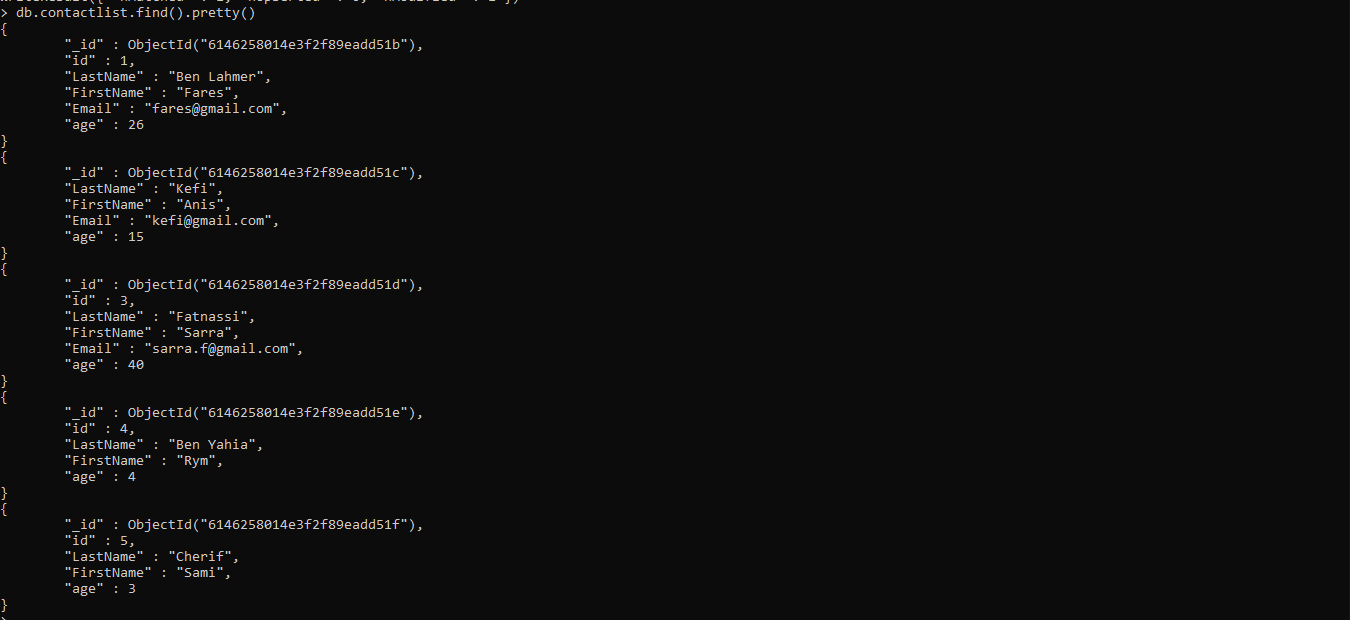 > db.contactlist.find().pretty()
{
"_id" : ObjectId("6146258014e3f2f89eadd51b"),
"id" : 1,
"LastName" : "Ben Lahmer",
"FirstName" : "Fares",
"Email" : "fares@gmail.com",
"age" : 26
}
{
"_id" : ObjectId("6146258014e3f2f89eadd51c"),
"LastName" : "Kefi",
"FirstName" : "Anis",
"Email" : "kefi@gmail.com",
"age" : 15
}
{
"_id" : ObjectId("6146258014e3f2f89eadd51d"),
"id" : 3,
"LastName" : "Fatnassi",
"FirstName" : "Sarra",
"Email" : "sarra.f@gmail.com",
"age" : 40
}
{
"_id" : ObjectId("6146258014e3f2f89eadd51e"),
"id" : 4,
"LastName" : "Ben Yahia",
"FirstName" : "Rym",
"age" : 4
}
{
"_id" : ObjectId("6146258014e3f2f89eadd51f"),
"id" : 5,
"LastName" : "Cherif",
"FirstName" : "Sami",
"age" : 3
}